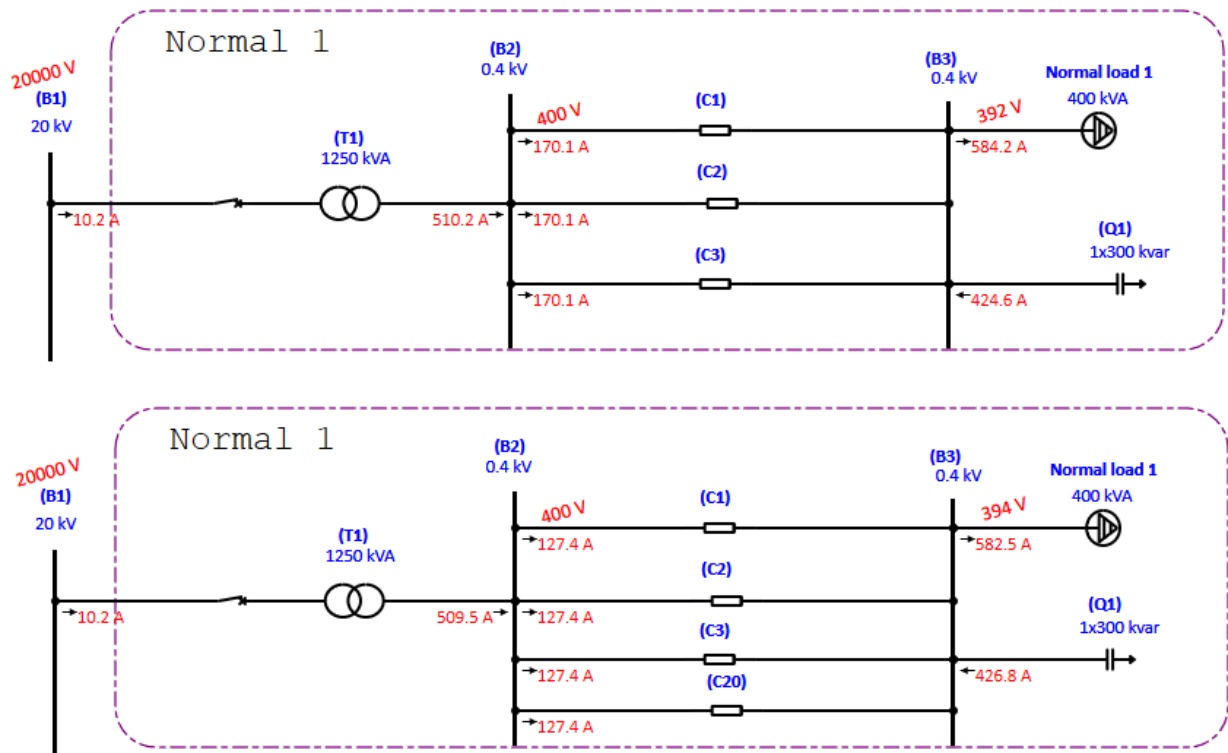 Normal 1
20000 V
(B1)
20 kV
(T1)
1250 kVA
(B2)
0.4 kV
(B3)
0.4 kV
Normal load 1
400 kVA
400 V
(C1)
392 V
170.1 A
584.2 A
(C2)
10.2 A
510.2 A
170.1 A
(C3)
(Q1)
1x300 kvar
170.1 A
424.6 A
Normal 1
20000 V
(B1)
20 kV
(T1)
1250 kVA
(B2)
0.4 kV
(B3)
0.4 kV
Normal load 1
400 kVA
400 V
(C1)
394 V
127.4 A
582.5 A
(C2)
10.2 A
509.5 A
127.4 A
(C3)
(Q1)
1x300 kvar
127.4 A
426.8 A
(C20)
127.4 A